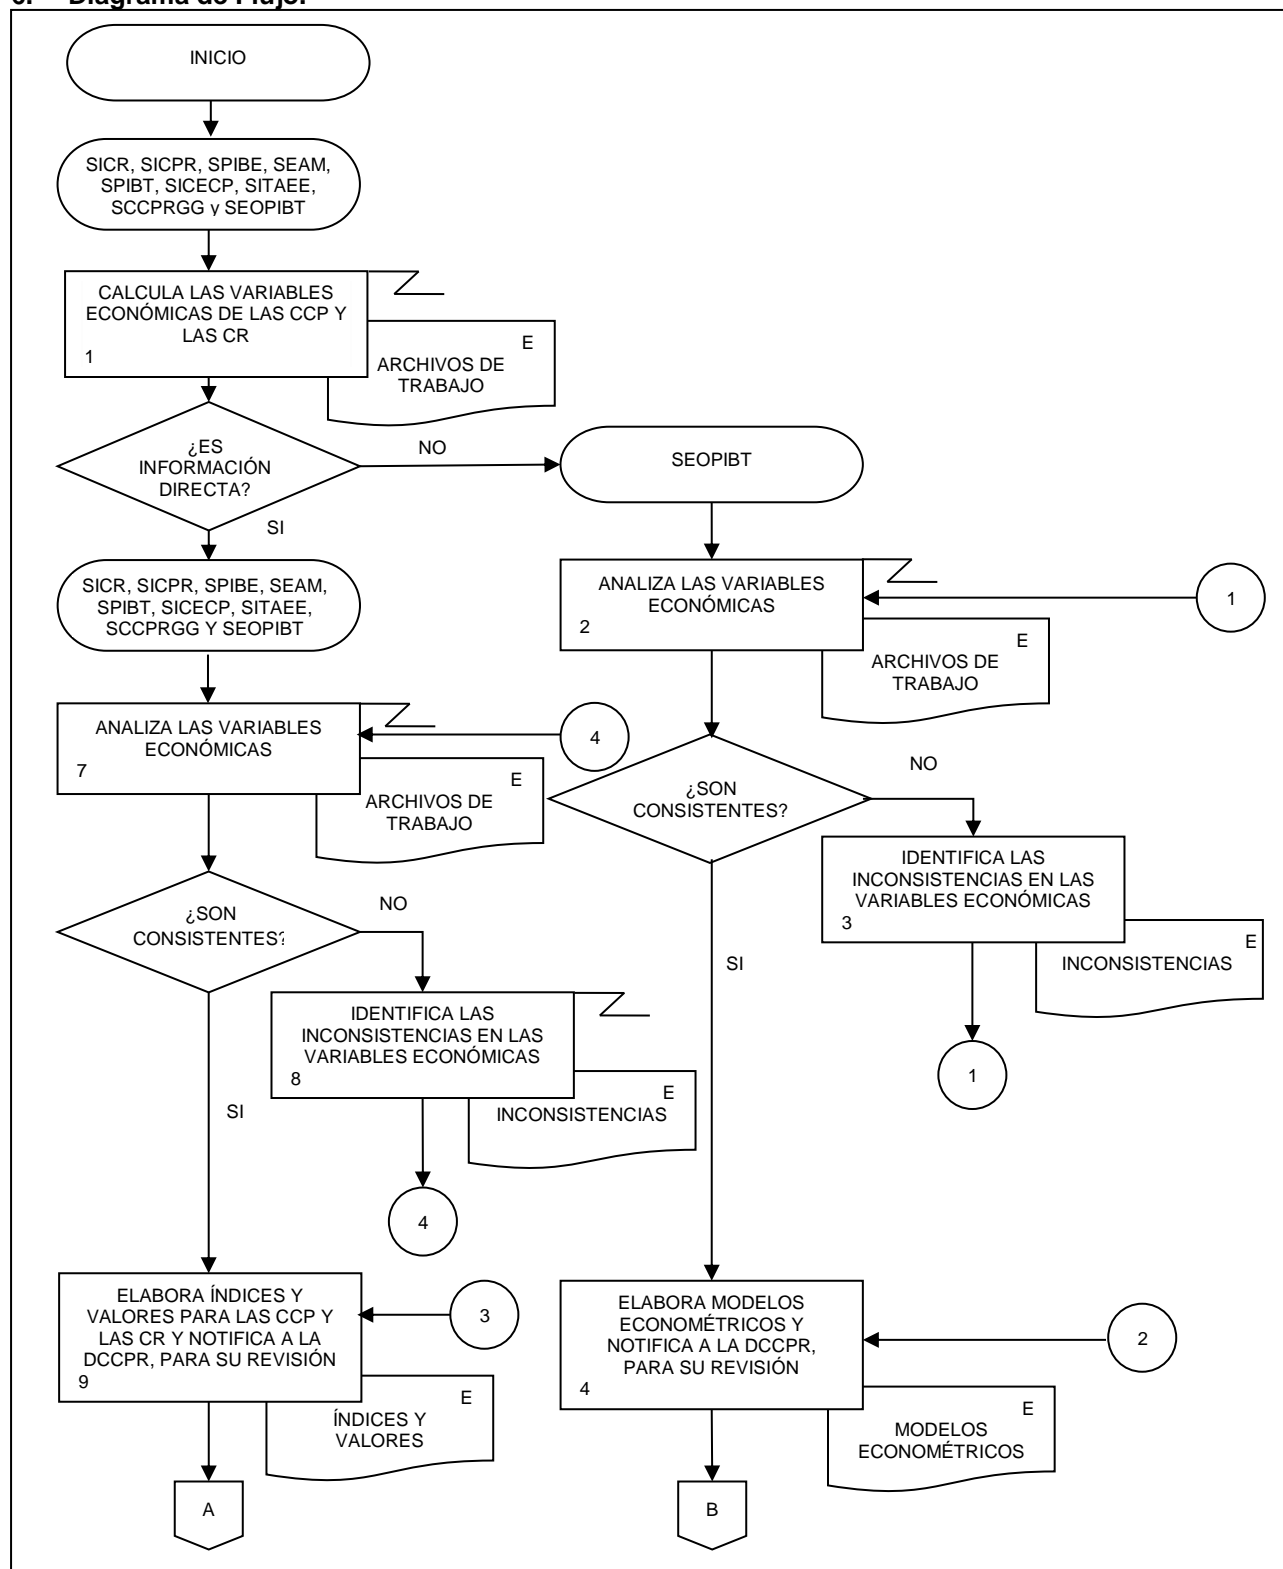 6. Diagrama de Flujo.
INICIO
SICR, SICPR, SPIBE, SEAM,
SPIBT, SICECP, SITAEE,
SCCPRGG y SEOPIBT
CALCULA LAS VARIABLES
ECONÓMICAS DE LAS CCP Y
LAS CR
1
E
ARCHIVOS DE
TRABAJO
¿ES
INFORMACIÓN
DIRECTA?
NO
SI
SEOPIBT
SICR, SICPR, SPIBE, SEAM,
SPIBT, SICECP, SITAEE,
SCCPRGG Y SEOPIBT
ANALIZA LAS VARIABLES
ECONÓMICAS
2
1
E
ARCHIVOS DE
TRABAJO
ANALIZA LAS VARIABLES
ECONÓMICAS
7
4
E
ARCHIVOS DE
TRABAJO
¿SON
CONSISTENTES?
NO
SI
IDENTIFICA LAS
INCONSISTENCIAS EN LAS
VARIABLES ECONÓMICAS
3
E
INCONSISTENCIAS
1
¿SON
CONSISTENTES?
NO
SI
IDENTIFICA LAS
INCONSISTENCIAS EN LAS
VARIABLES ECONÓMICAS
8
E
INCONSISTENCIAS
4
ELABORA ÍNDICES Y
VALORES PARA LAS CCP Y
LAS CR Y NOTIFICA A LA
DCCPR, PARA SU REVISIÓN
9
3
E
ÍNDICES Y
VALORES
A
ELABORA MODELOS
ECONOMÉTRICOS Y
NOTIFICA A LA DCCPR,
PARA SU REVISIÓN
4
2
E
MODELOS
ECONOMÉTRICOS
B